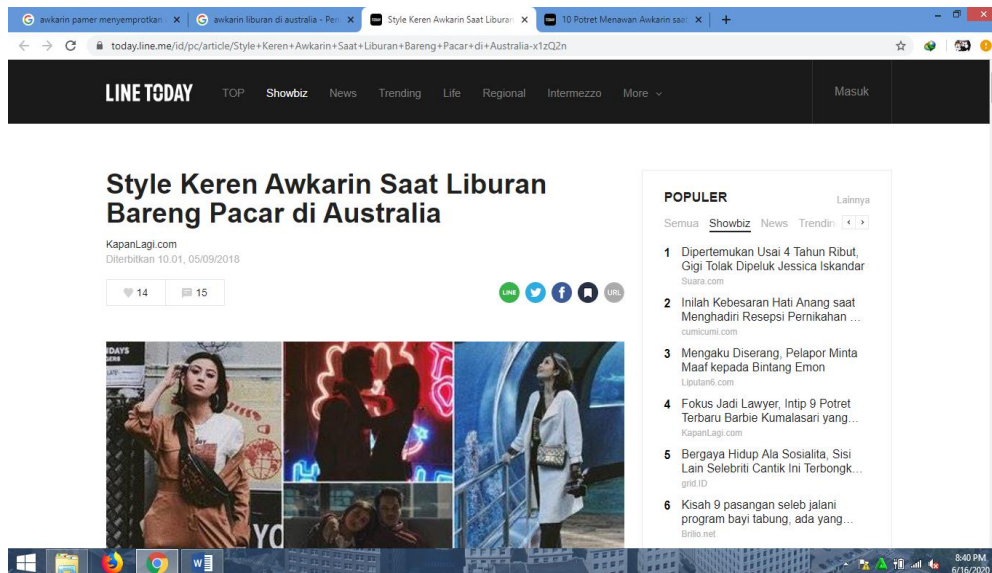 awkarin pamer menyemprotkan
awkarin liburan di australia - Pen
Style Keren Awkarin Saat Liburan
10 Potret Menawan Awkarin saat
today.line.me/id/pc/article/Style+Keren+Awkarin+Saat+Liburan+Bareng+Pacar+di+Australia-x1zQ2n
LINE TODAY TOP Showbiz News Trending Life Regional Intermezzo More Masuk
Style Keren Awkarin Saat Liburan
Bareng Pacar di Australia
KapanLagi.com
Diterbitkan 10.01, 05/09/2018
14 15
LINE URL
DAYS
POPULER Lainnya
Semua Showbiz News Trendin
1 Dipertemukan Usai 4 Tahun Ribut,
Gigi Tolak Dipeluk Jessica Iskandar
Suara.com
2 Inilah Kebesaran Hati Anang saat
Menghadiri Resepsi Pernikahan ...
cumicumi.com
3 Mengaku Diserang, Pelapor Minta
Maaf kepada Bintang Emon
Liputan6.com
4 Fokus Jadi Lawyer, Intip 9 Potret
Terbaru Barbie Kumalasari yang...
KapanLagi.com
5 Bergaya Hidup Ala Sosialita, Sisi
Lain Selebriti Cantik Ini Terbongk...
grid.ID
6 Kisah 9 pasangan seleb jalani
program bayi tabung, ada yang...
Brilio.net
8:40 PM
6/16/2020